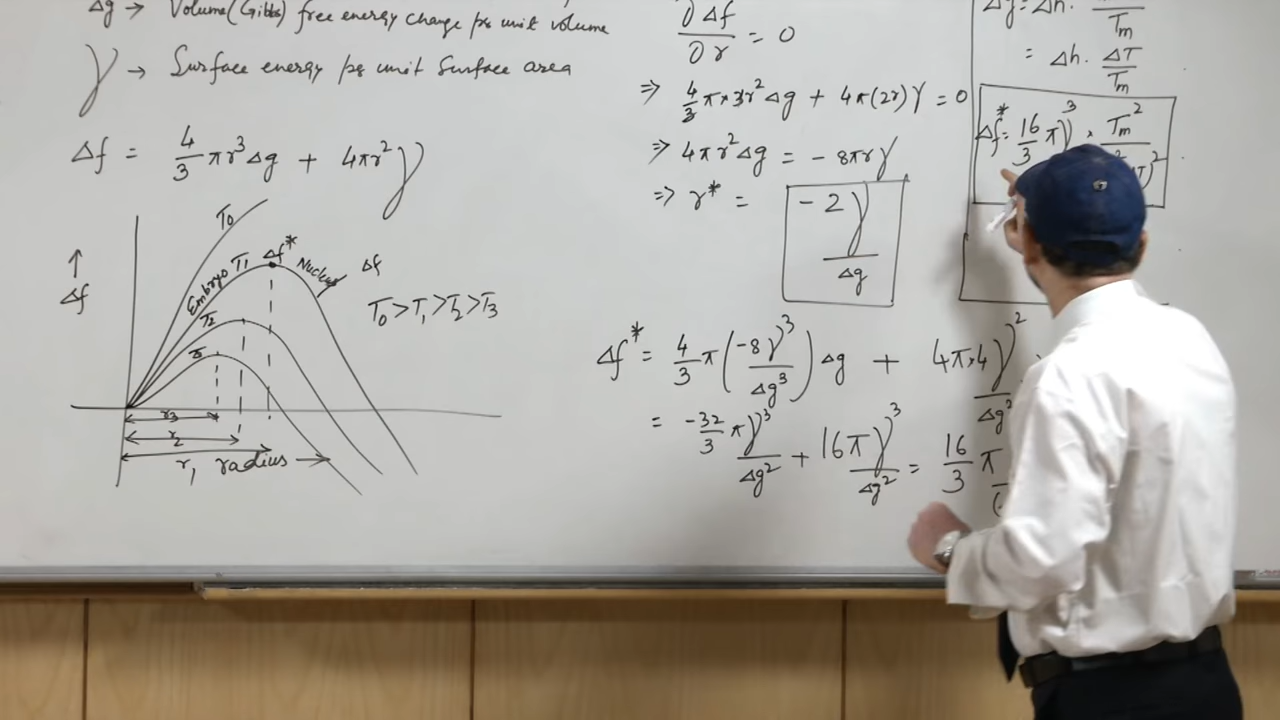 Δg → Volume (Gibbs) free energy change per unit volume
γ → Surface energy per unit surface area
Δf = 4/3 πr³Δg + 4πr²γ
↑ Δf
T₀
Embryo T₁ Δf* Nucleus Δf
T₂
T₀ > T₁ > T₂ > T₃
r₃
r₂
r₁ radius →
∂Δf/∂r = 0
⇒ 4/3 π×3r²Δg + 4π(2r)γ = 0
⇒ 4πr²Δg = -8πrγ
⇒ r* = -2γ/Δg
Δf* = 4/3 π(-8γ³/Δg³)Δg + 4π×4γ²/Δg²
= -32/3 πγ³/Δg² + 16πγ³/Δg² = 16/3 π
Δg = Δh. /Tm
= Δh. ΔT/Tm
Δf* = 16/3 πγ³ × Tm²